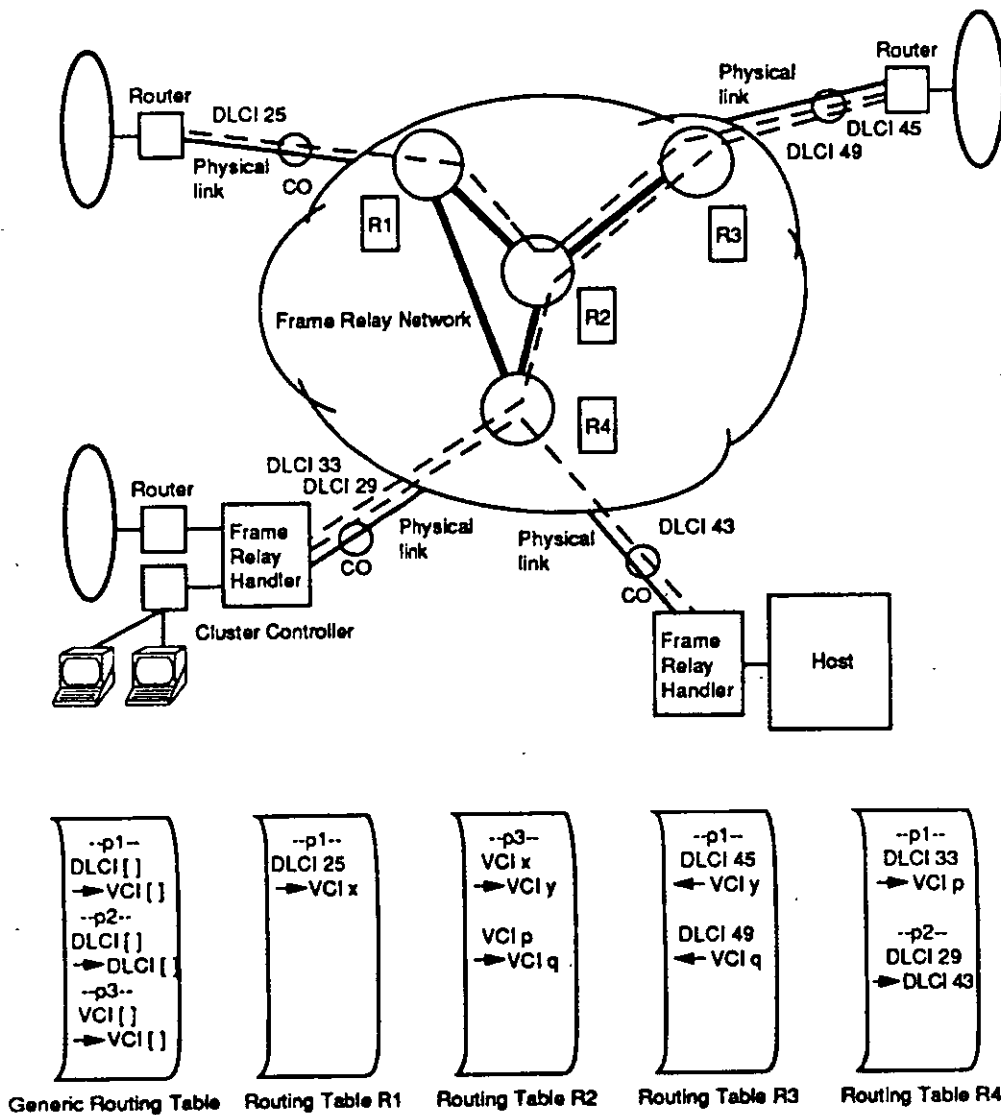 Router
DLCI 25
Physical
link
CO
R1
Physical
link
Router
DLCI 45
DLCI 49
R3
Frame Relay Network
R2
R4
DLCI 33
DLCI 29
Router
Frame
Relay
Handler
CO
Physical
link
Cluster Controller
Physical
link
DLCI 43
CO
Frame
Relay
Handler
Host
--p1--
DLCI [ ]
→VCI [ ]
--p2--
DLCI [ ]
→DLCI [ ]
--p3--
VCI [ ]
→VCI [ ]
Generic Routing Table
--p1--
DLCI 25
→VCI x
Routing Table R1
--p3--
VCI x
→VCI y
VCI p
→VCI q
Routing Table R2
--p1--
DLCI 45
←VCI y
DLCI 49
←VCI q
Routing Table R3
--p1--
DLCI 33
→VCI p
--p2--
DLCI 29
→DLCI 43
Routing Table R4